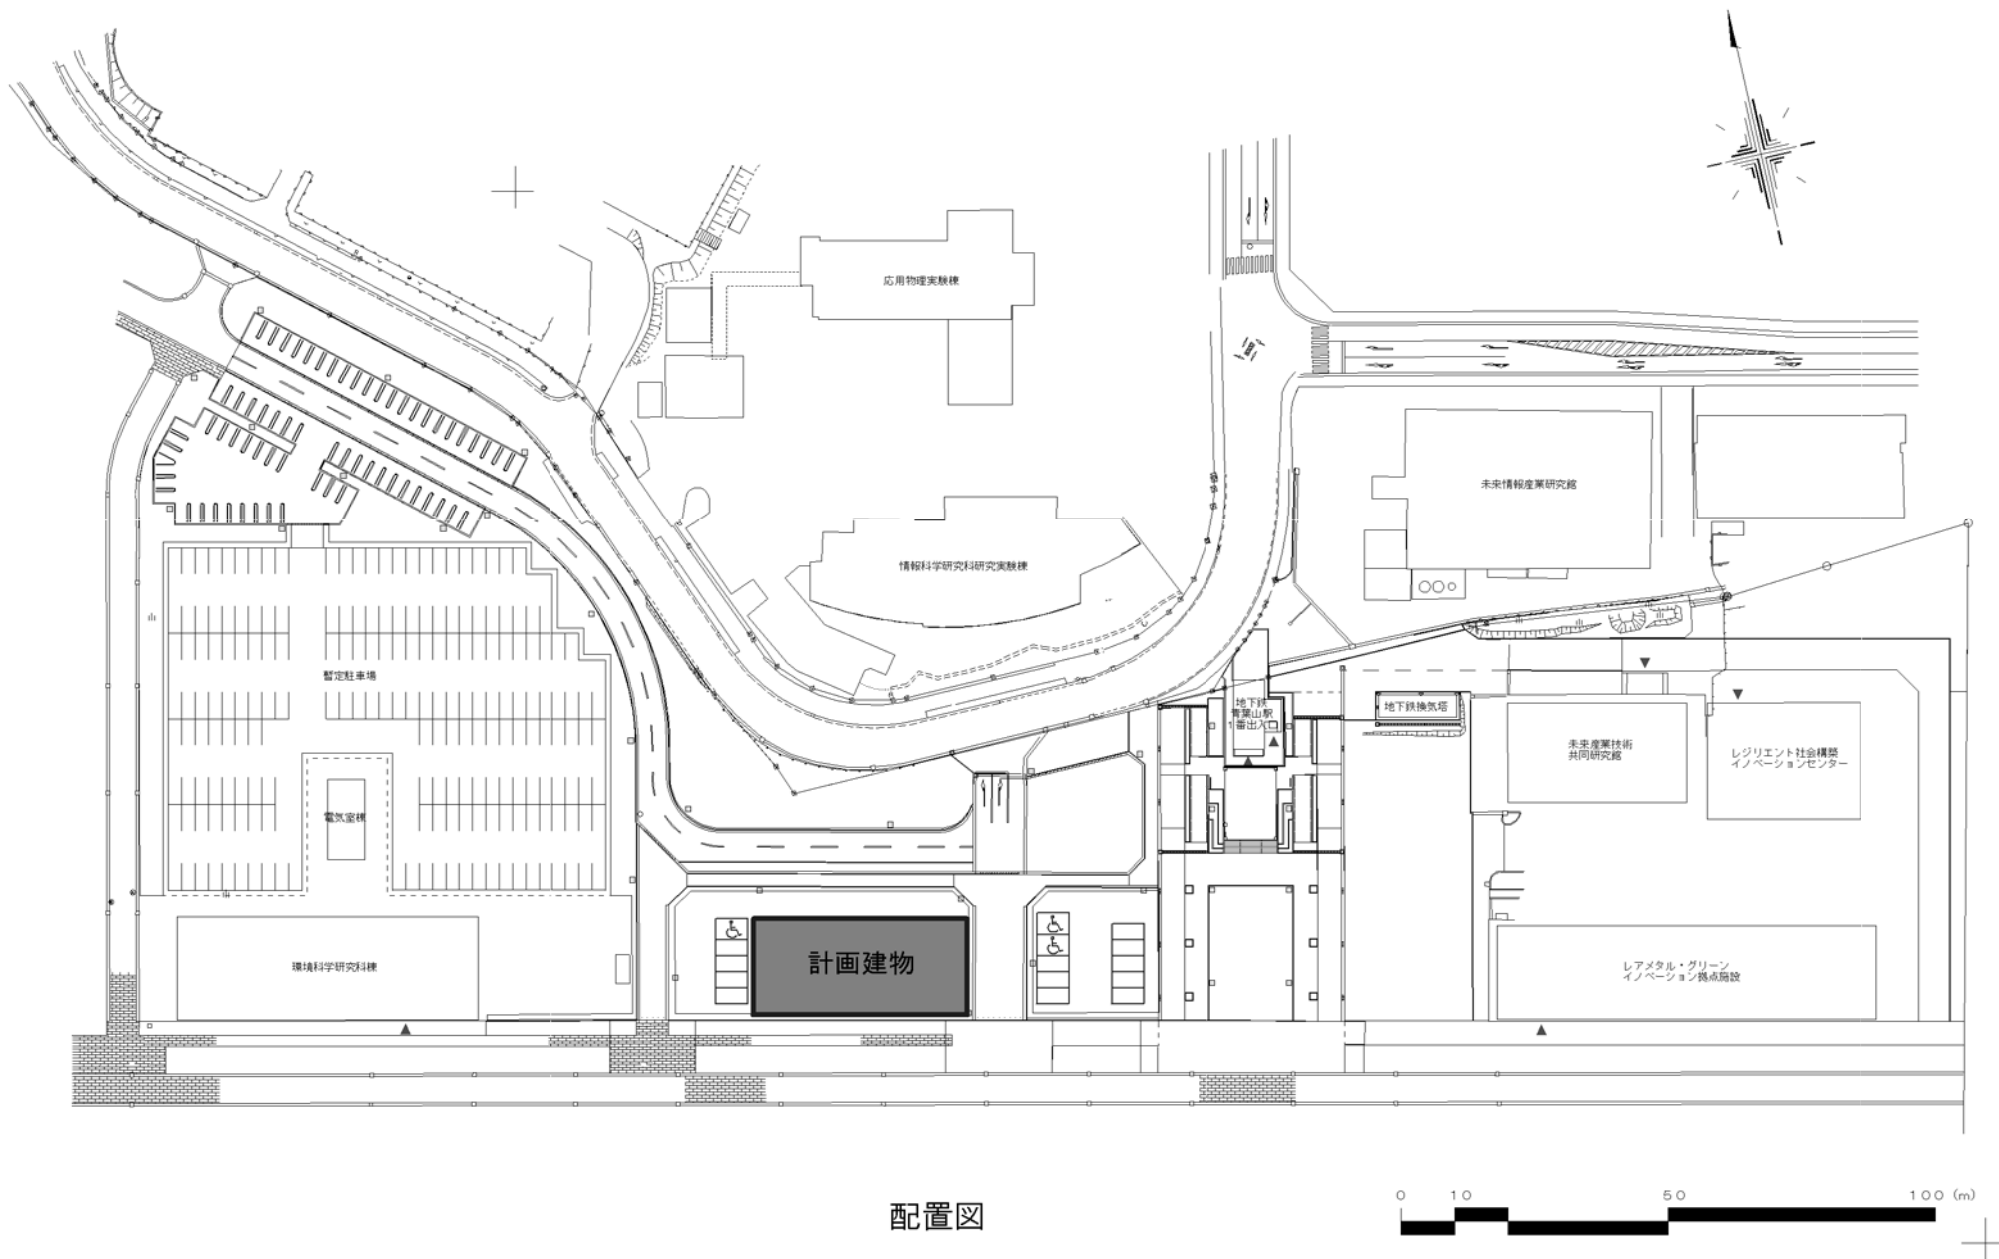 応用物理実験棟
未来情報産業研究館
情報科学研究科研究実験棟
暫定駐車場
地下鉄
青葉山駅
1番出入口
地下鉄換気塔
未来産業技術
共同研究館
レジリエント社会構築
イノベーションセンター
電気室棟
計画建物
環境科学研究科棟
レアメタル・グリーン
イノベーション拠点施設
配置図
0 10 50 100 (m)